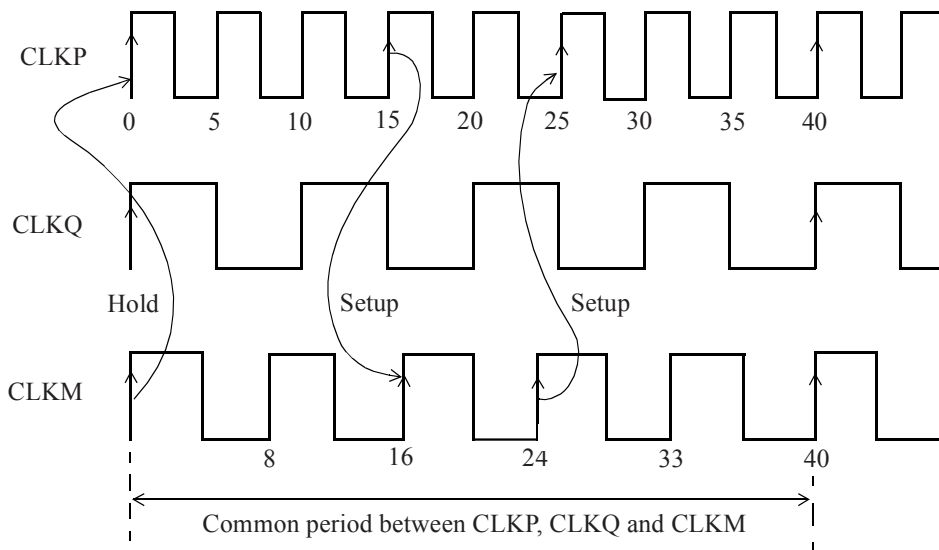 CLKP
0 5 10 15 20 25 30 35 40
CLKQ
Hold Setup Setup
CLKM
8 16 24 33 40
Common period between CLKP, CLKQ and CLKM